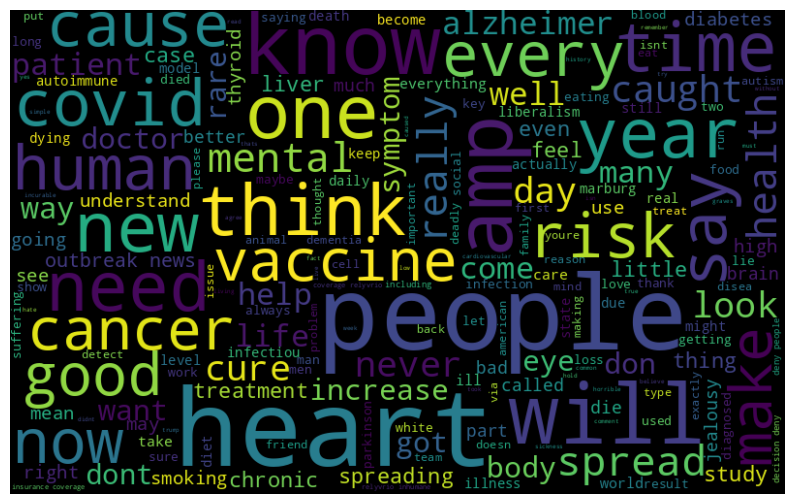 cause
know
every
time
alzheimer
diabetes
patient
case
rare
thyroid
liver
much
everything
become
saying
death
blood
isnt
long
put
model
died
autoimmune
covid
one
amp
well
caught
autism
liberalism
key
eating
still
two
year
dying
doctor
better
mental
symptom
keep
even
feel
many
run
food
human
please
daily
really
actually
day
marburg
real
health
say
way
understand
new
think
maybe
thought
important
deadly social
first
use
treat
risk
family
youre
going
outbreak news
animal
dementia
vaccine
cell
fact
low
including
cardiovascular
reason
come
care
little
high
lie
brain
see
show
issue
need
help
always
infection
mind
love
thank
disea
suffering
people
state
due
might
look
cancer
life
problem
back
let
american
making
getting
detect
level
infectiou
man
men
never
bad
eye
loss
don
thing
make
good
cure
work
treatment
increase
ill
via
called
type
used
exactly
jealousy
diagnosed
deny people
mean
want
may
heart
parkinson
got
part
will
die
now
right
take
sure
diet
friend
white
team
doesn
body
spread
decision deny
dont
smoking
chronic
spreading
illness
world
result
study
insurance coverage